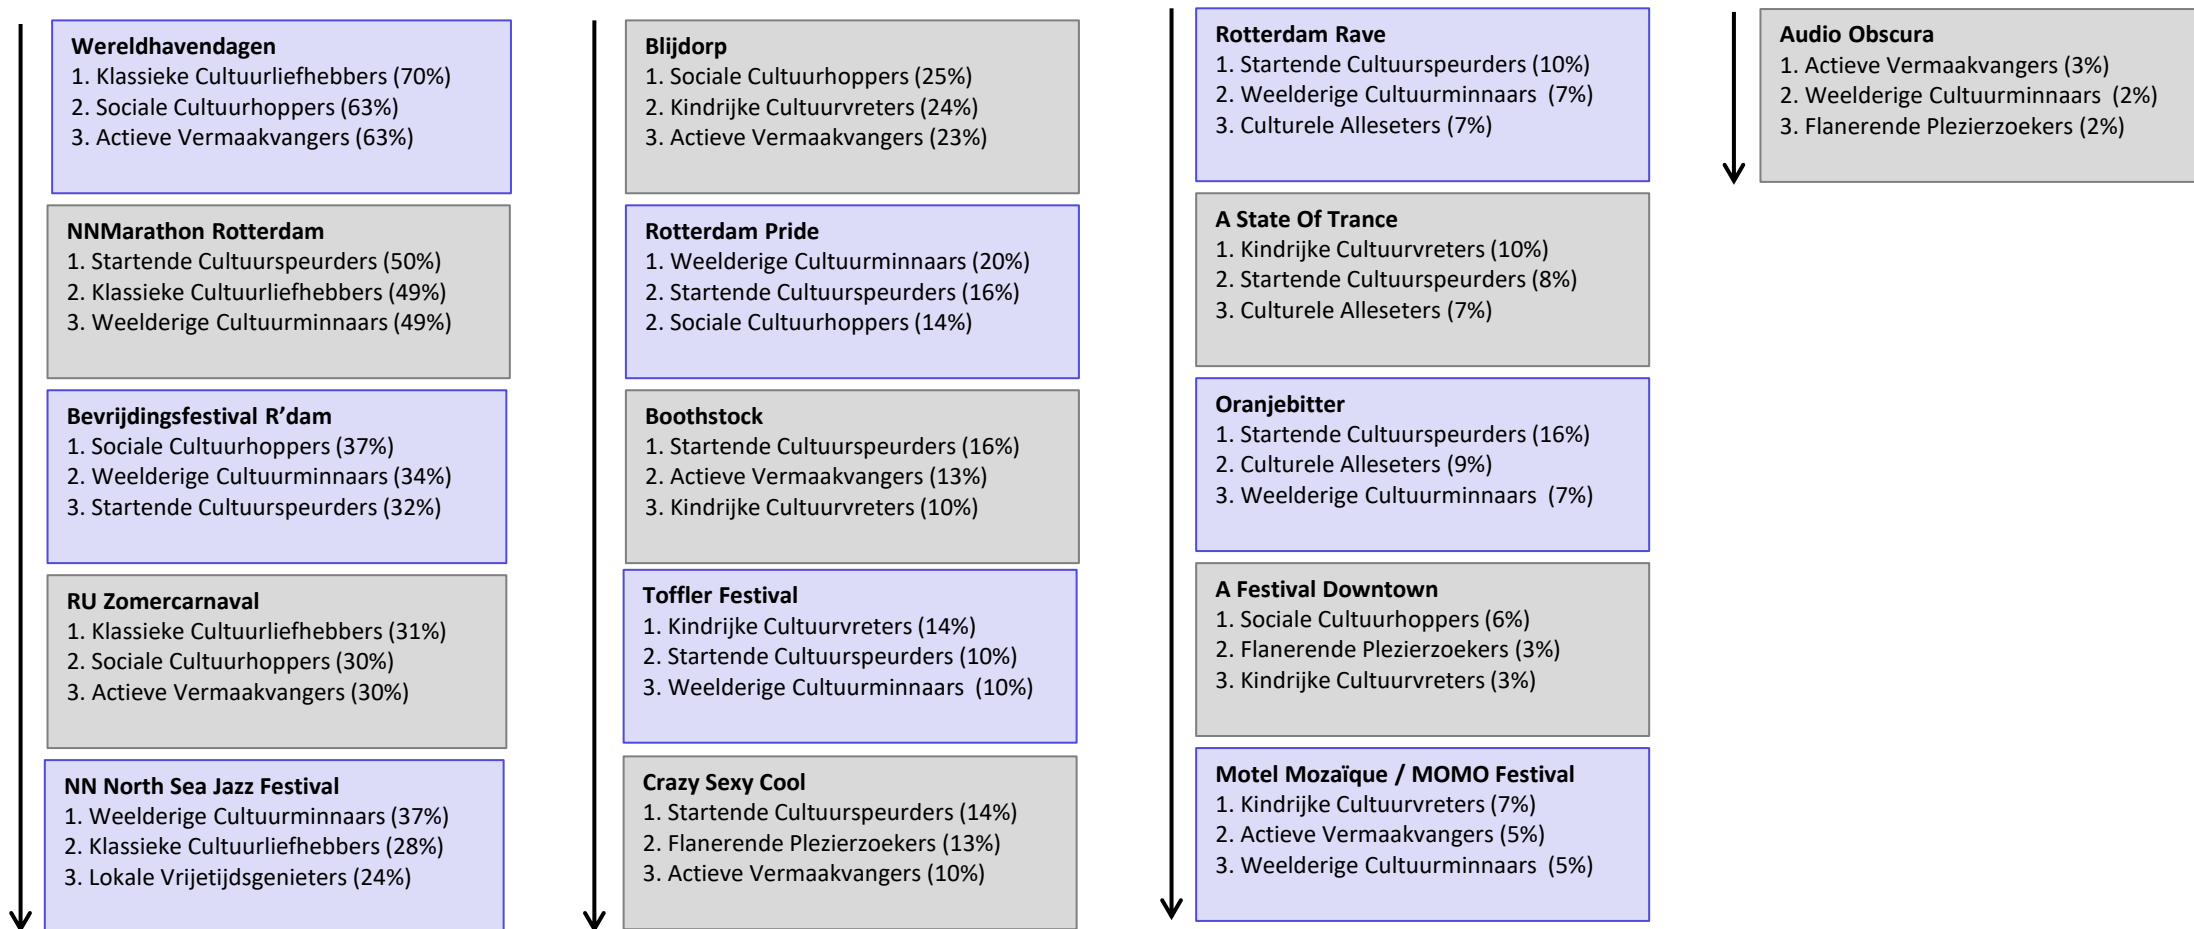 Wereldhavendagen
1. Klassieke Cultuurliefhebbers (70%)
2. Sociale Cultuurhoppers (63%)
3. Actieve Vermaakvangers (63%)
NNMarathon Rotterdam
1. Startende Cultuurspeurders (50%)
2. Klassieke Cultuurliefhebbers (49%)
3. Weelderige Cultuurminnaars (49%)
Bevrijdingsfestival R’dam
1. Sociale Cultuurhoppers (37%)
2. Weelderige Cultuurminnaars (34%)
3. Startende Cultuurspeurders (32%)
RU Zomercarnaval
1. Klassieke Cultuurliefhebbers (31%)
2. Sociale Cultuurhoppers (30%)
3. Actieve Vermaakvangers (30%)
NN North Sea Jazz Festival
1. Weelderige Cultuurminnaars (37%)
2. Klassieke Cultuurliefhebbers (28%)
3. Lokale Vrijetijdsgenieters (24%)
Blijdorp
1. Sociale Cultuurhoppers (25%)
2. Kindrijke Cultuurvreters (24%)
3. Actieve Vermaakvangers (23%)
Rotterdam Pride
1. Weelderige Cultuurminnaars (20%)
2. Startende Cultuurspeurders (16%)
2. Sociale Cultuurhoppers (14%)
Boothstock
1. Startende Cultuurspeurders (16%)
2. Actieve Vermaakvangers (13%)
3. Kindrijke Cultuurvreters (10%)
Toffler Festival
1. Kindrijke Cultuurvreters (14%)
2. Startende Cultuurspeurders (10%)
3. Weelderige Cultuurminnaars (10%)
Crazy Sexy Cool
1. Startende Cultuurspeurders (14%)
2. Flanerende Plezierzoekers (13%)
3. Actieve Vermaakvangers (10%)
Rotterdam Rave
1. Startende Cultuurspeurders (10%)
2. Weelderige Cultuurminnaars (7%)
3. Culturele Alleseters (7%)
A State Of Trance
1. Kindrijke Cultuurvreters (10%)
2. Startende Cultuurspeurders (8%)
3. Culturele Alleseters (7%)
Oranjebitter
1. Startende Cultuurspeurders (16%)
2. Culturele Alleseters (9%)
3. Weelderige Cultuurminnaars (7%)
A Festival Downtown
1. Sociale Cultuurhoppers (6%)
2. Flanerende Plezierzoekers (3%)
3. Kindrijke Cultuurvreters (3%)
Motel Mozaïque / MOMO Festival
1. Kindrijke Cultuurvreters (7%)
2. Actieve Vermaakvangers (5%)
3. Weelderige Cultuurminnaars (5%)
Audio Obscura
1. Actieve Vermaakvangers (3%)
2. Weelderige Cultuurminnaars (2%)
3. Flanerende Plezierzoekers (2%)